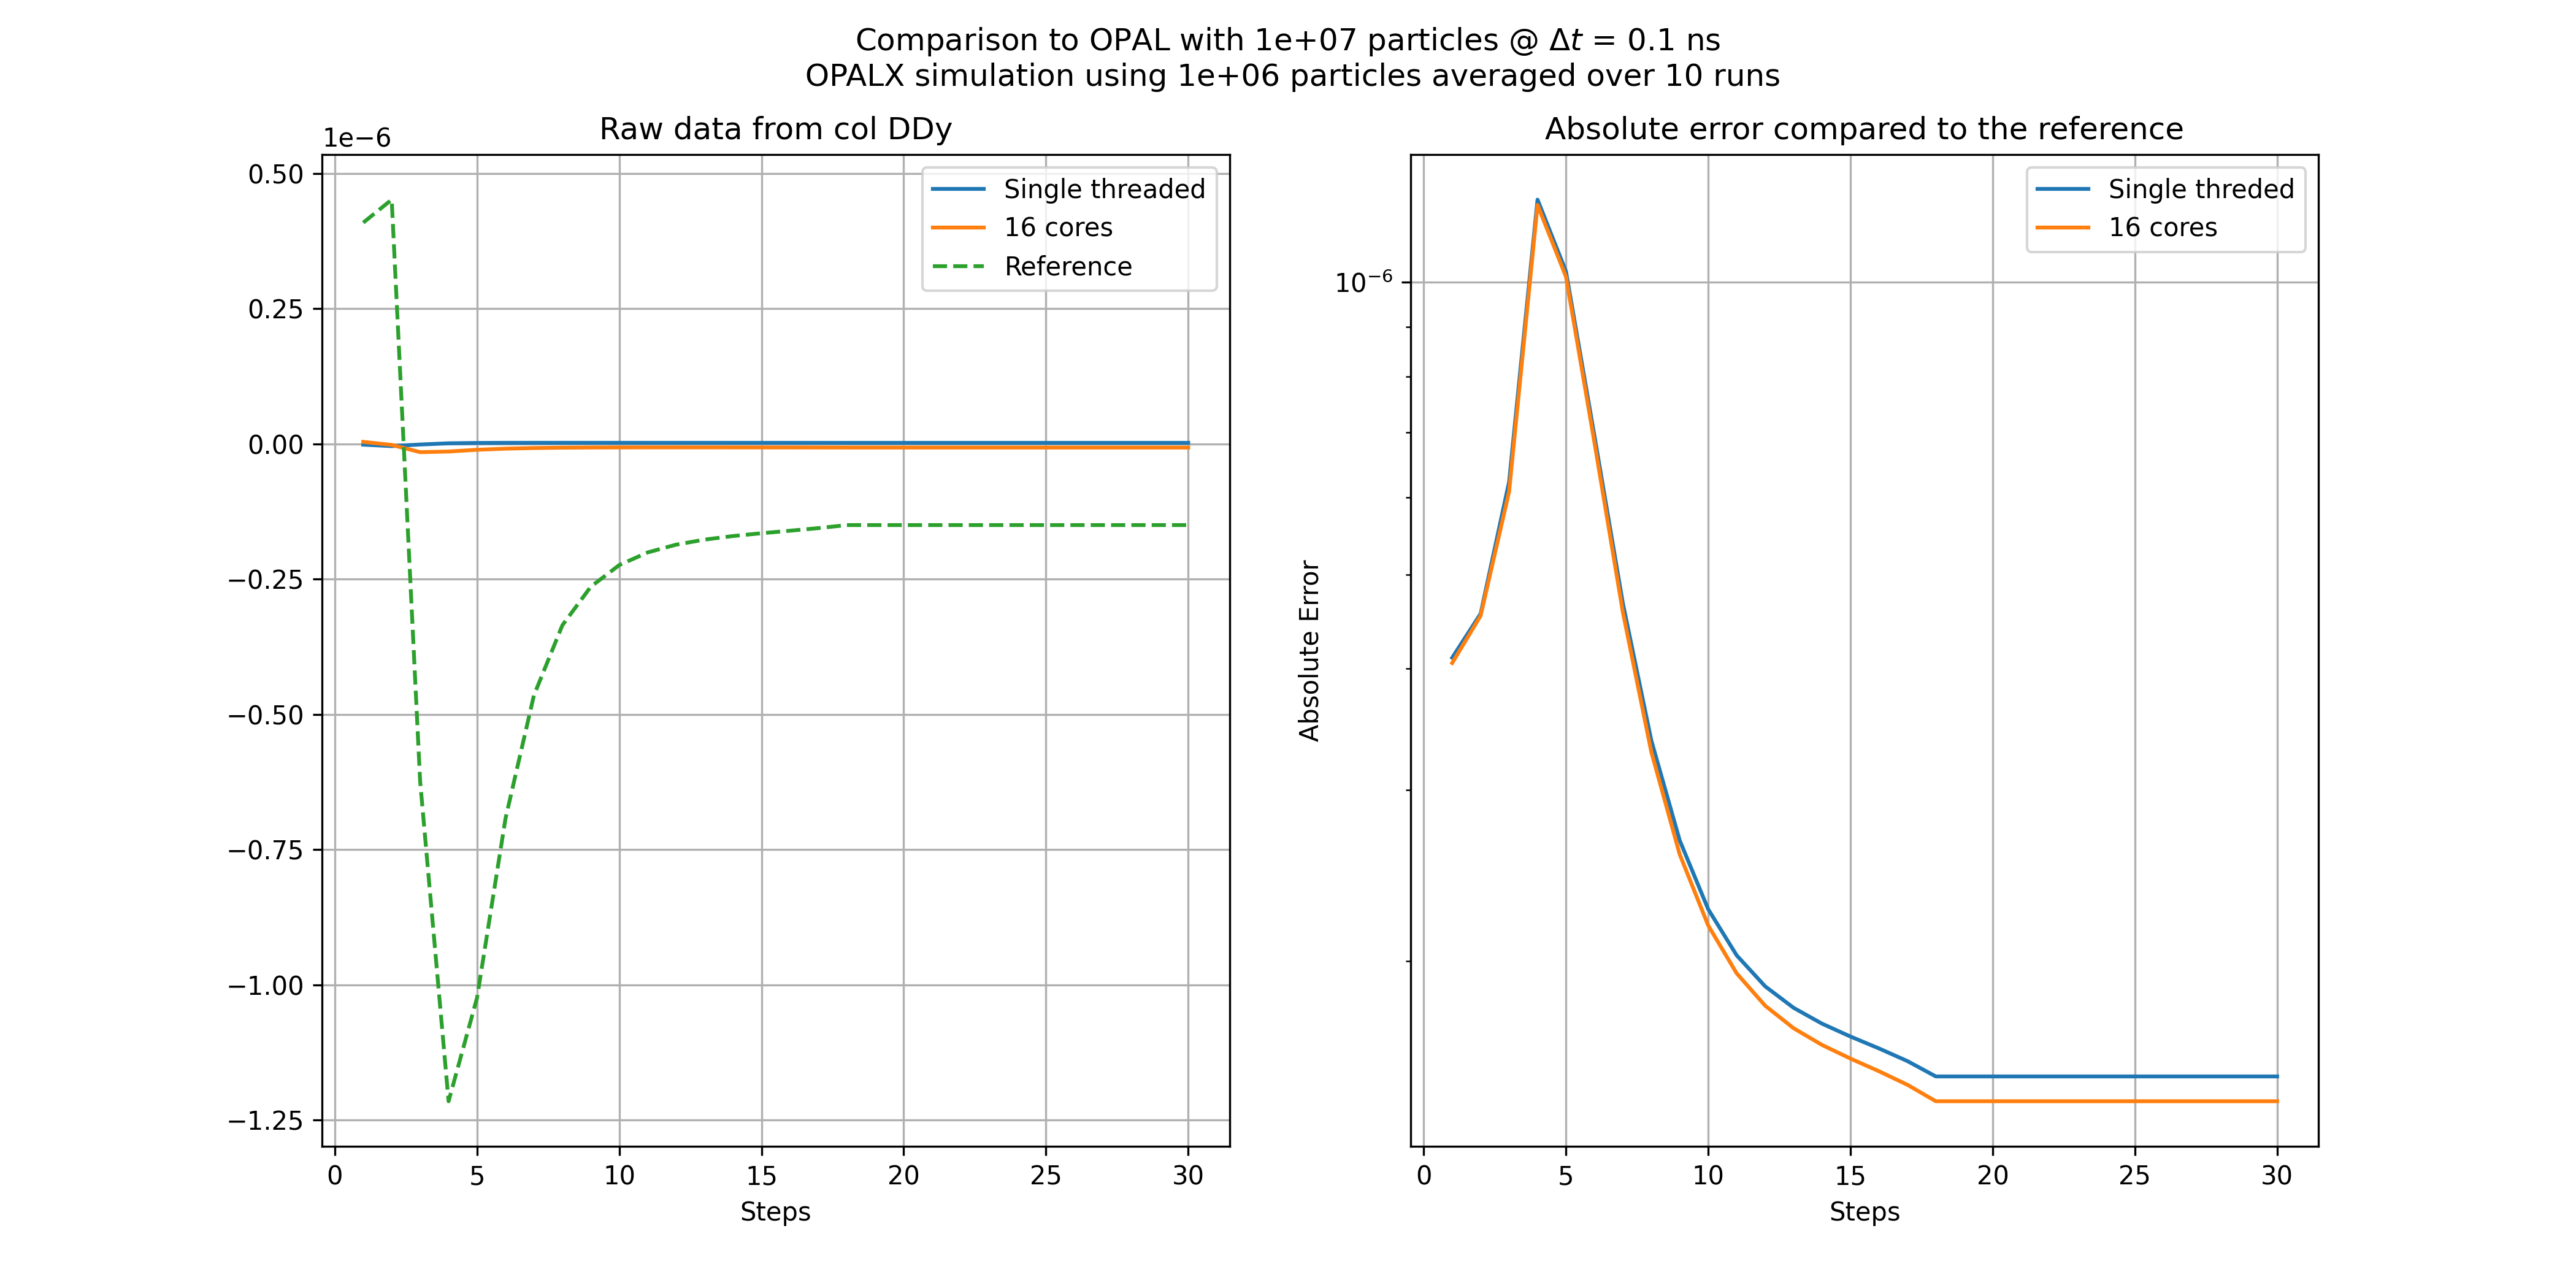 Comparison to OPAL with 1e+07 particles @ Δt = 0.1 ns
OPALX simulation using 1e+06 particles averaged over 10 runs
Raw data from col DDy
1e−6
0.50
0.25
0.00
−0.25
−0.50
−0.75
−1.00
−1.25
Single threaded
16 cores
Reference
0 5 10 15 20 25 30
Steps
Absolute error compared to the reference
Absolute Error
10⁻⁶
Single threded
16 cores
0 5 10 15 20 25 30
Steps